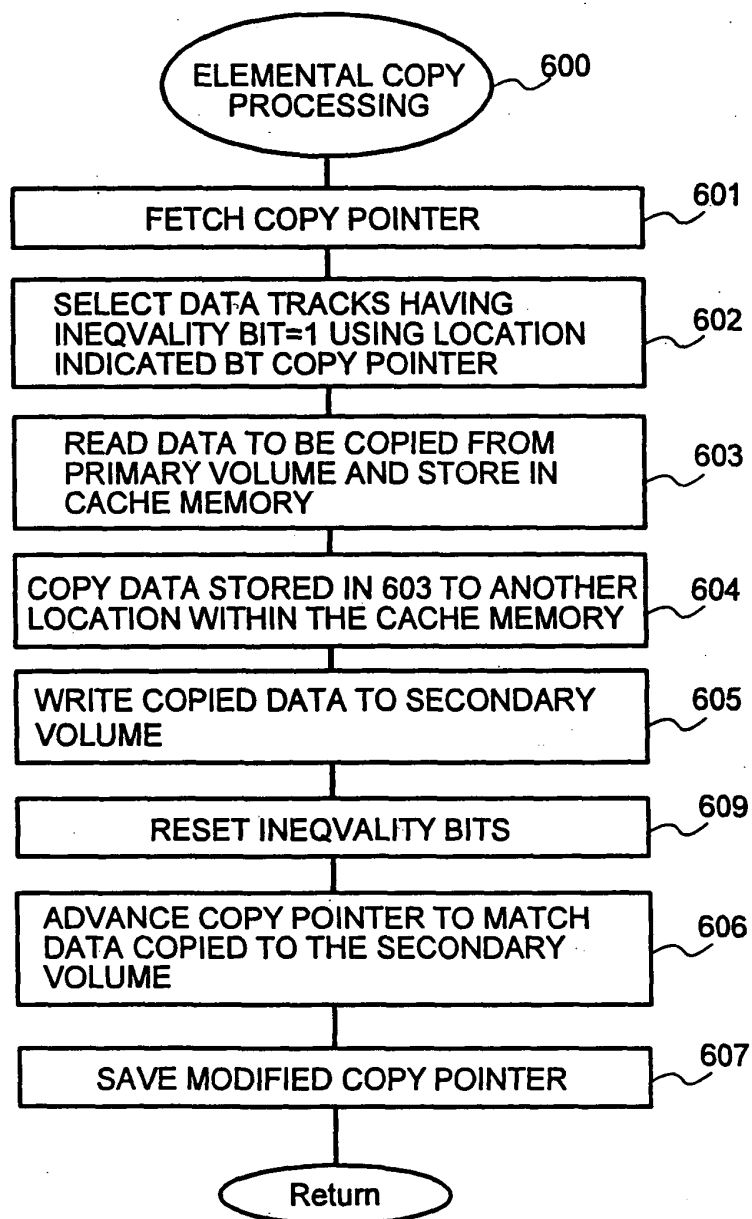 ELEMENTAL COPY
PROCESSING
600
FETCH COPY POINTER
601
SELECT DATA TRACKS HAVING
INEQVALITY BIT=1 USING LOCATION
INDICATED BT COPY POINTER
602
READ DATA TO BE COPIED FROM
PRIMARY VOLUME AND STORE IN
CACHE MEMORY
603
COPY DATA STORED IN 603 TO ANOTHER
LOCATION WITHIN THE CACHE MEMORY
604
WRITE COPIED DATA TO SECONDARY
VOLUME
605
RESET INEQVALITY BITS
609
ADVANCE COPY POINTER TO MATCH
DATA COPIED TO THE SECONDARY
VOLUME
606
SAVE MODIFIED COPY POINTER
607
Return